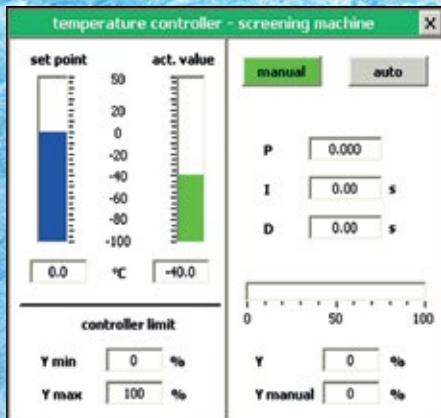 temperature controller - screening machine X
set point act. value
50
20
0
-20
-40
-60
-80
-100
0.0 °C -40.0
controller limit
Y min 0 %
Y max 100 %
manual auto
P 0.000
I 0.00 s
D 0.00 s
0 50 100
Y 0 %
Y manual 0 %